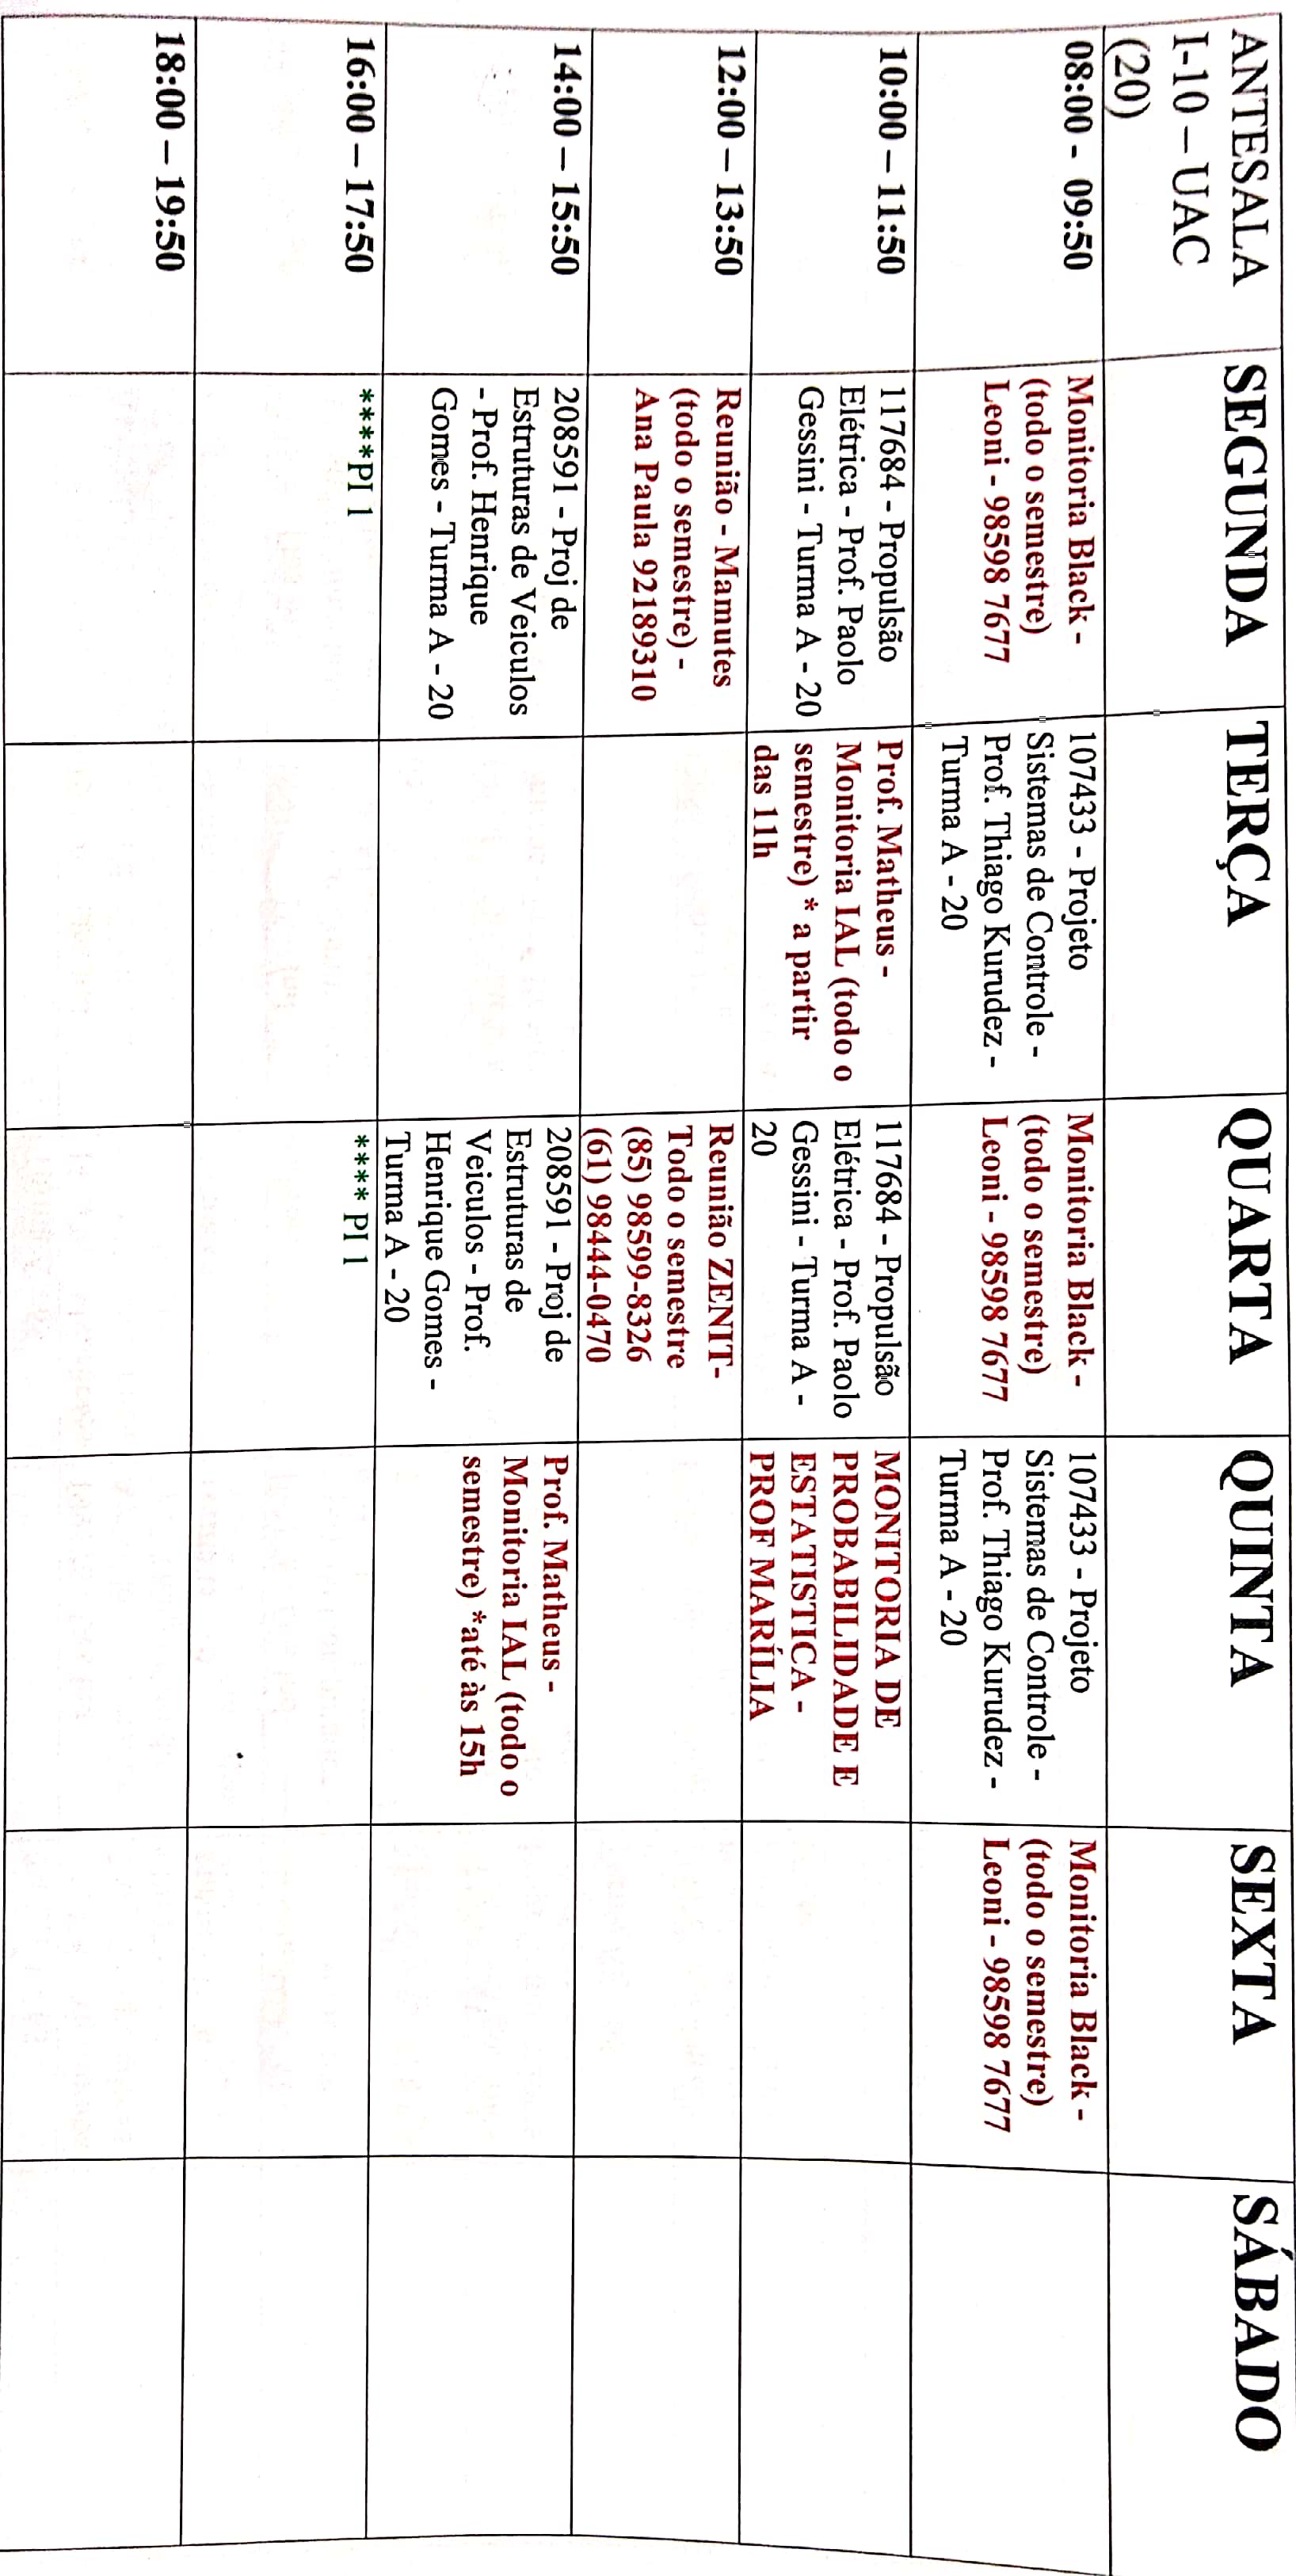 ANTESALA
I-10 – UAC
(20)
SEGUNDA
TERÇA
QUARTA
QUINTA
SEXTA
SÁBADO
08:00 - 09:50
Monitoria Black -
(todo o semestre)
Leoni - 98598 7677
107433 - Projeto
Sistemas de Controle -
Prof. Thiago Kurudez -
Turma A - 20
Monitoria Black -
(todo o semestre)
Leoni - 98598 7677
107433 - Projeto
Sistemas de Controle -
Prof. Thiago Kurudez -
Turma A - 20
Monitoria Black -
(todo o semestre)
Leoni - 98598 7677
10:00 – 11:50
117684 - Propulsão
Elétrica - Prof. Paolo
Gessini - Turma A - 20
Prof. Matheus -
Monitoria IAL (todo o
semestre) * a partir
das 11h
117684 - Propulsão
Elétrica - Prof. Paolo
Gessini - Turma A -
20
MONITORIA DE
PROBABILIDADE E
ESTATISTICA -
PROF MARÍLIA
12:00 – 13:50
Reunião - Mamutes
(todo o semestre) -
Ana Paula 92189310
Reunião ZENIT-
Todo o semestre
(85) 98599-8326
(61) 98444-0470
14:00 – 15:50
208591 - Proj de
Estruturas de Veiculos
- Prof. Henrique
Gomes - Turma A - 20
208591 - Proj de
Estruturas de
Veiculos - Prof.
Henrique Gomes -
Turma A - 20
Prof. Matheus -
Monitoria IAL (todo o
semestre) *até às 15h
16:00 – 17:50
****PI 1
**** PI 1
18:00 – 19:50